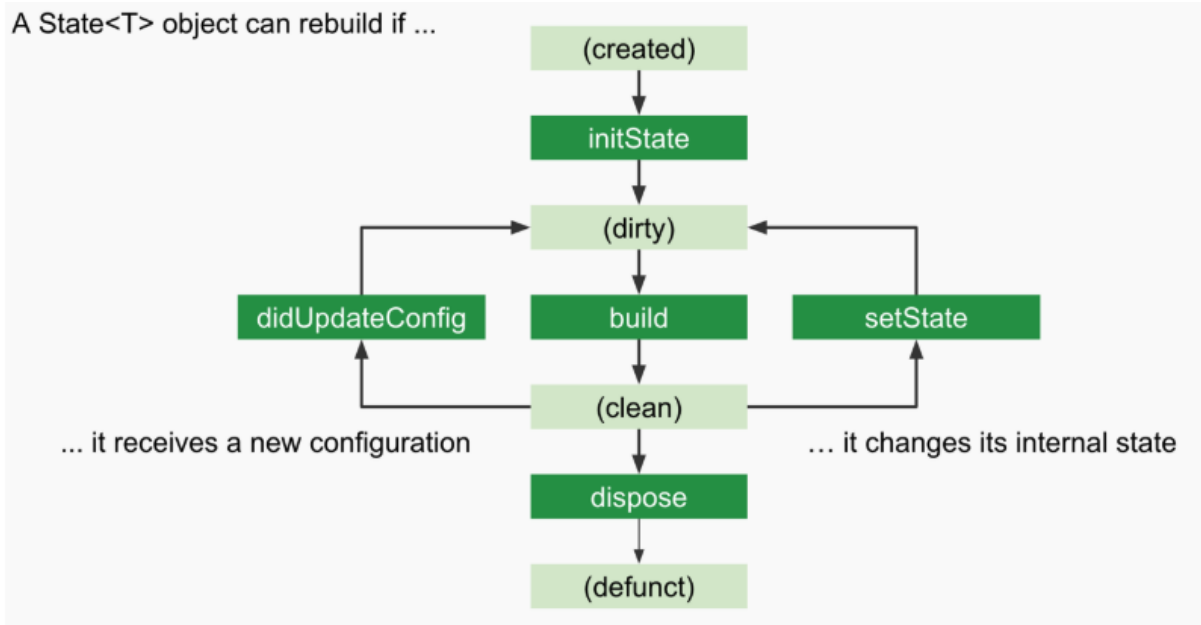 A State<T> object can rebuild if ...
(created)
initState
(dirty)
didUpdateConfig
build
setState
(clean)
... it receives a new configuration
… it changes its internal state
dispose
(defunct)